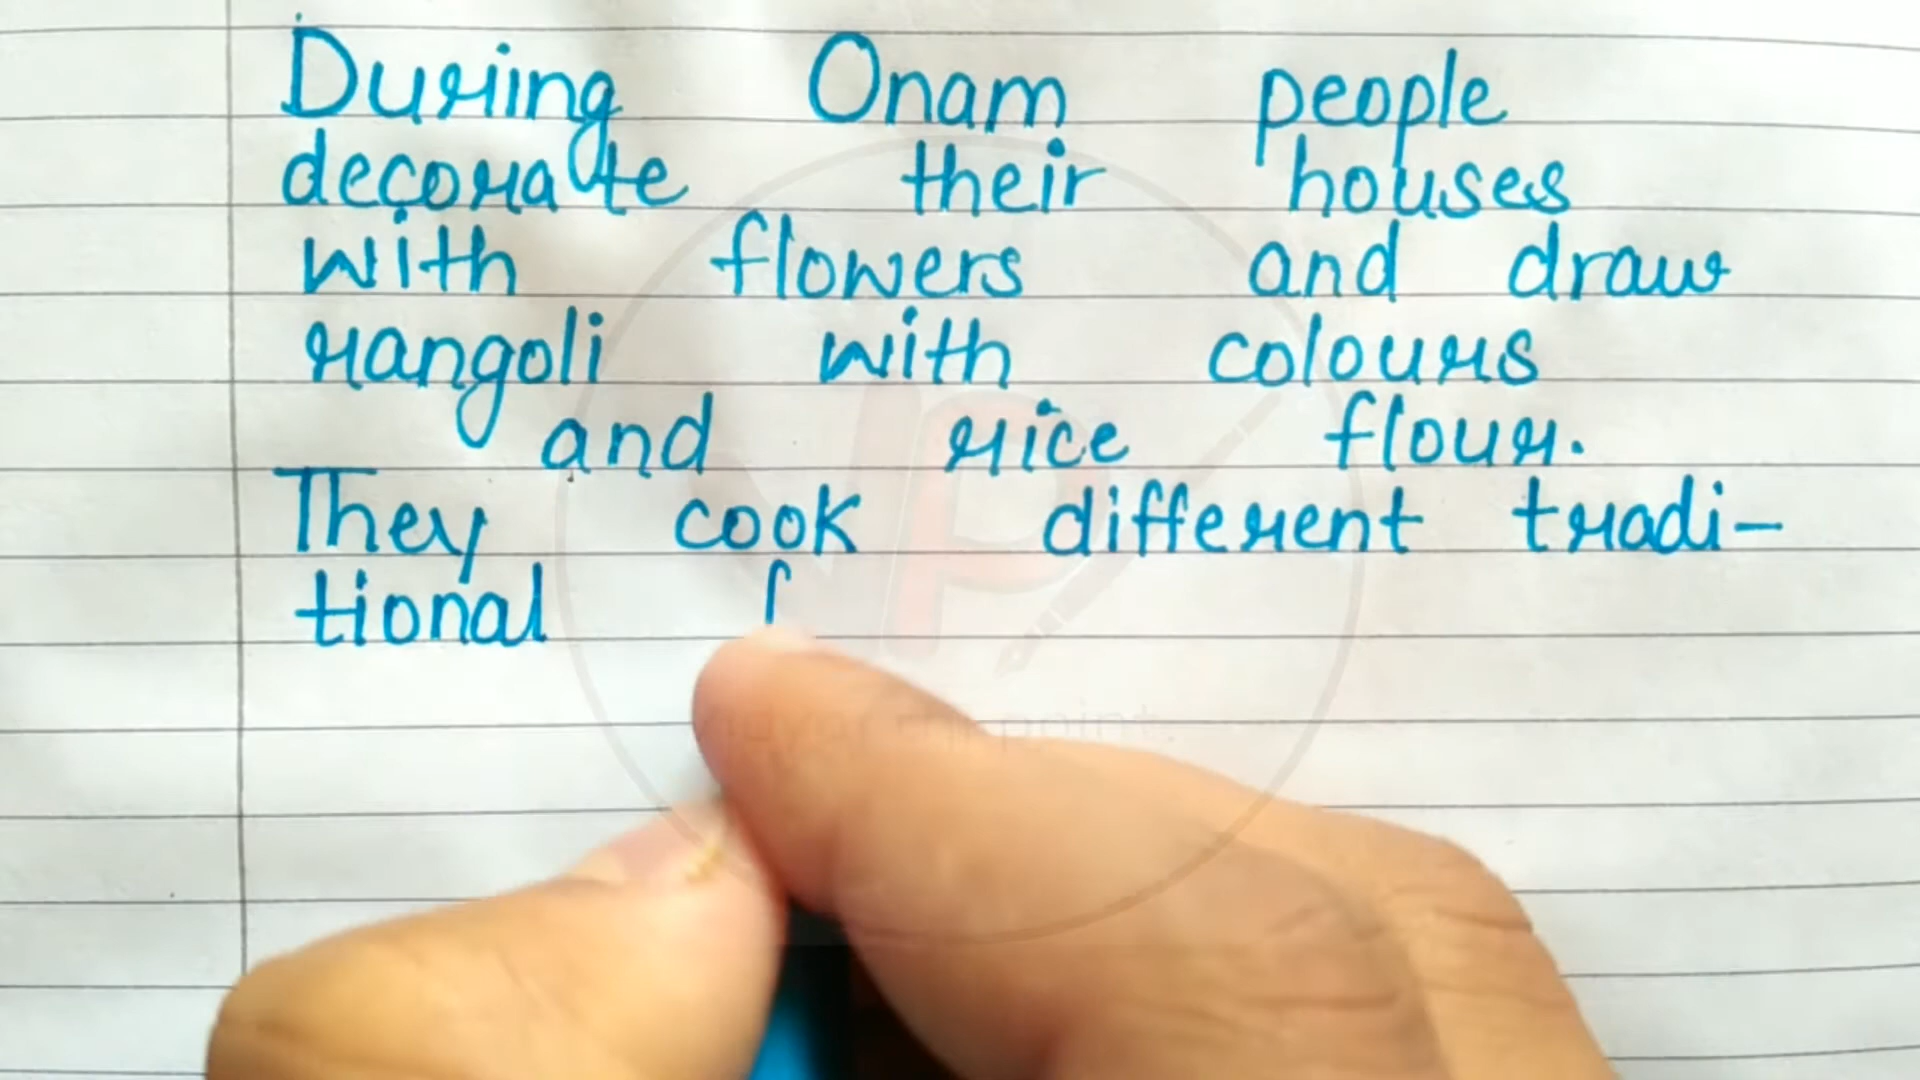 During Onam people
decorate their houses
with flowers and draw
rangoli with colours
and rice flour.
They cook different tradi-
tional f